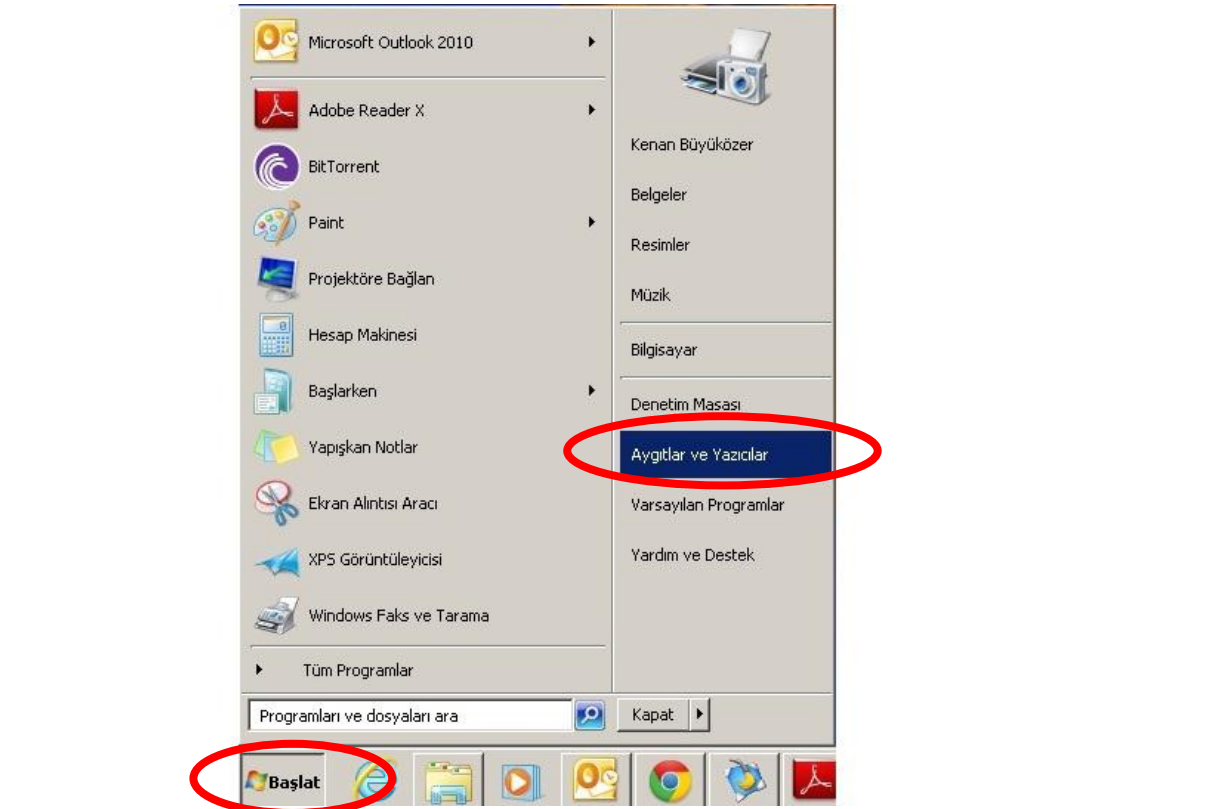 Microsoft Outlook 2010
Adobe Reader X
BitTorrent
Paint
Projektöre Bağlan
Hesap Makinesi
Başlarken
Yapışkan Notlar
Ekran Alıntısı Aracı
XPS Görüntüleyicisi
Windows Faks ve Tarama
Tüm Programlar
Programları ve dosyaları ara
Kenan Büyüközer
Belgeler
Resimler
Müzik
Bilgisayar
Denetim Masası
Aygıtlar ve Yazıcılar
Varsayılan Programlar
Yardım ve Destek
Kapat
Başlat